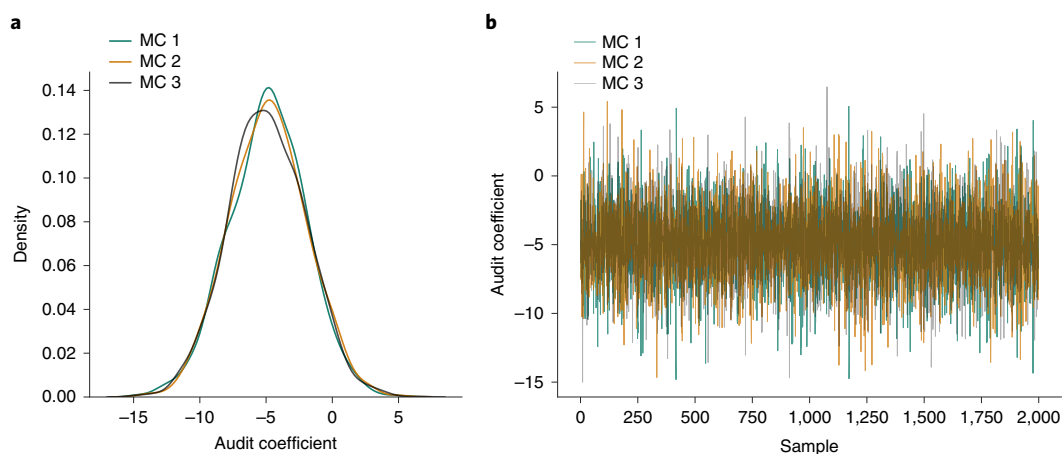 a
MC 1
MC 2
MC 3
0.14
0.12
0.10
0.08
0.06
0.04
0.02
0.00
Density
−15
−10
−5
0
5
Audit coefficient
b
MC 1
MC 2
MC 3
5
0
−5
−10
−15
Audit coefficient
0
250
500
750
1,000
1,250
1,500
1,750
2,000
Sample